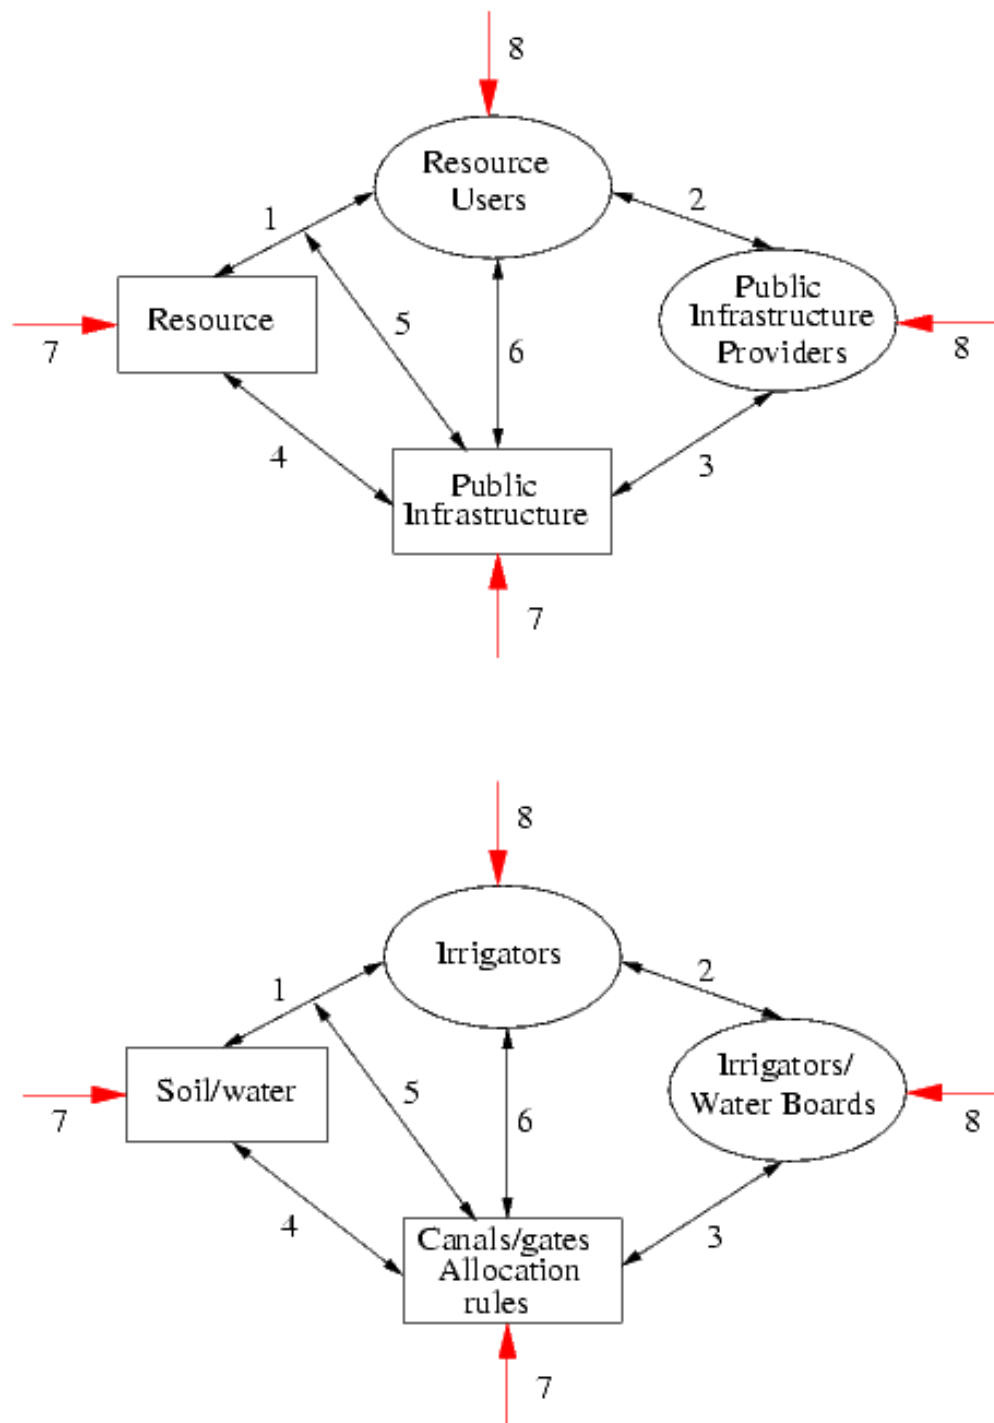 8
Resource
Users
1
2
Public
Infrastructure
Providers
Resource
5
6
7
8
4
3
Public
Infrastructure
7
8
Irrigators
1
2
Irrigators/
Water Boards
Soil/water
5
6
7
8
4
3
Canals/gates
Allocation
rules
7